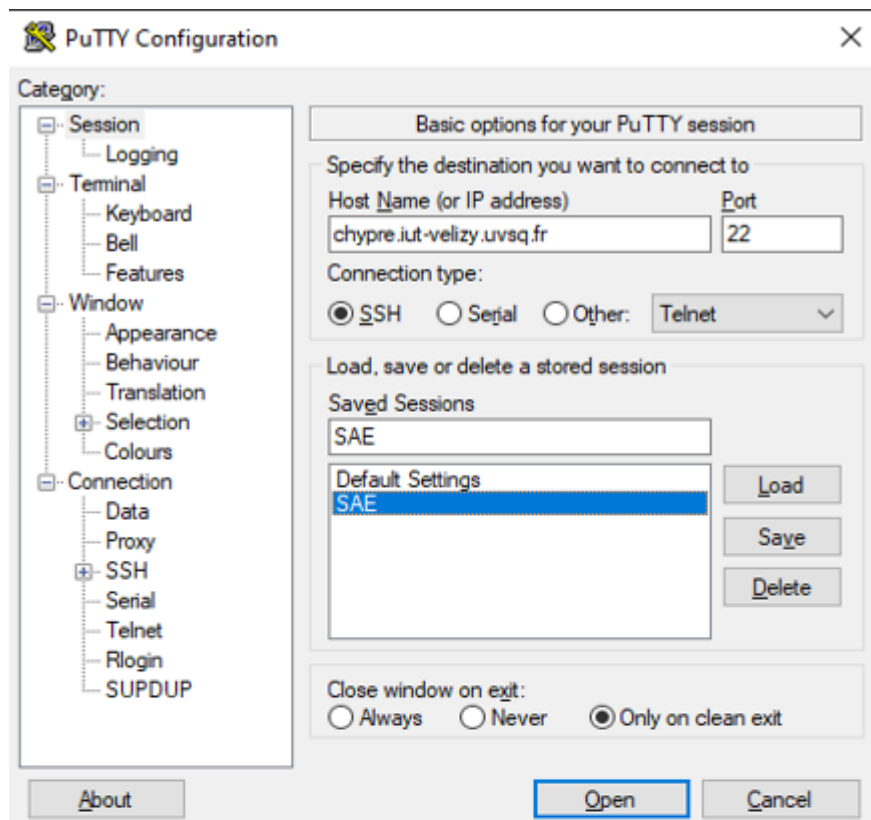 PuTTY Configuration
Category:
Session
Logging
Terminal
Keyboard
Bell
Features
Window
Appearance
Behaviour
Translation
Selection
Colours
Connection
Data
Proxy
SSH
Serial
Telnet
Rlogin
SUPDUP
Basic options for your PuTTY session
Specify the destination you want to connect to
Host Name (or IP address) Port
chypre.iut-velizy.uvsq.fr 22
Connection type:
SSH Serial Other: Telnet
Load, save or delete a stored session
Saved Sessions
SAE
Default Settings
SAE
Load
Save
Delete
Close window on exit:
Always Never Only on clean exit
About Open Cancel